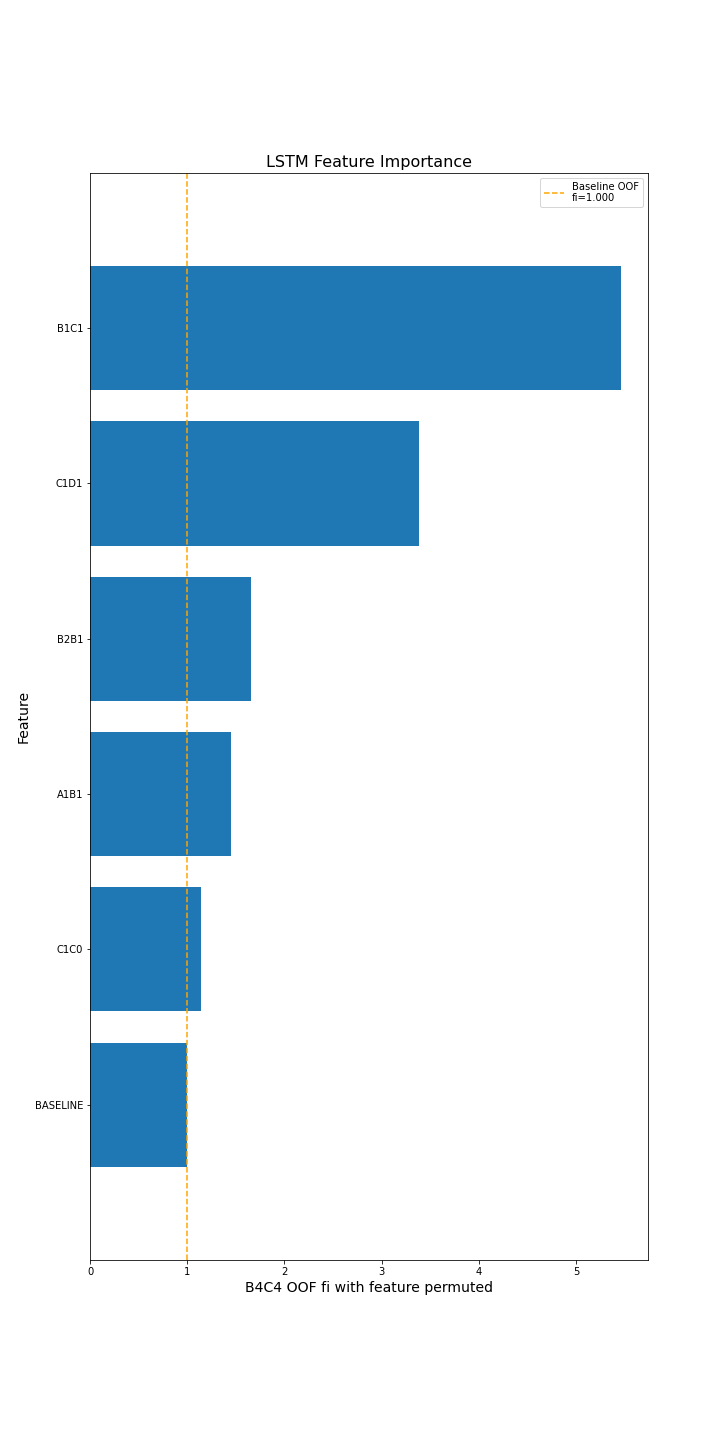 LSTM Feature Importance
Baseline OOF
fi=1.000
B1C1
C1D1
B2B1
A1B1
C1C0
BASELINE
Feature
0 1 2 3 4 5
B4C4 OOF fi with feature permuted